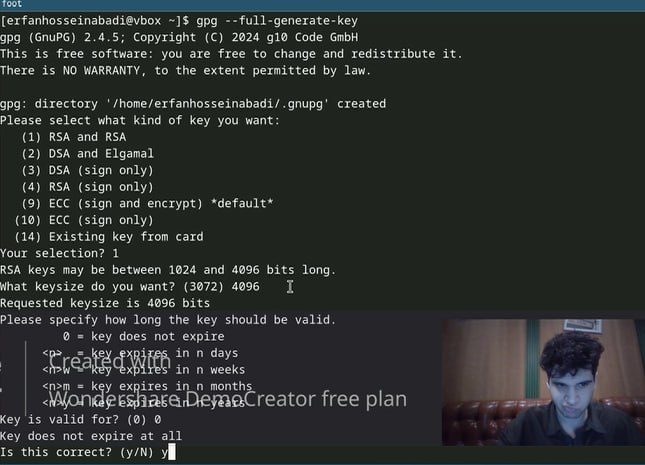 foot
[erfanhosseinabadi@vbox ~]$ gpg --full-generate-key
gpg (GnuPG) 2.4.5; Copyright (C) 2024 g10 Code GmbH
This is free software: you are free to change and redistribute it.
There is NO WARRANTY, to the extent permitted by law.
gpg: directory '/home/erfanhosseinabadi/.gnupg' created
Please select what kind of key you want:
(1) RSA and RSA
(2) DSA and Elgamal
(3) DSA (sign only)
(4) RSA (sign only)
(9) ECC (sign and encrypt) *default*
(10) ECC (sign only)
(14) Existing key from card
Your selection? 1
RSA keys may be between 1024 and 4096 bits long.
What keysize do you want? (3072) 4096
Requested keysize is 4096 bits
Please specify how long the key should be valid.
0 = key does not expire
<n> = key expires in n days
<n>w = key expires in n weeks
<n>m = key expires in n months
<n>y = key expires in n years
Key is valid for? (0) 0
Key does not expire at all
Is this correct? (y/N) y
Created with
Wondershare DemoCreator free plan